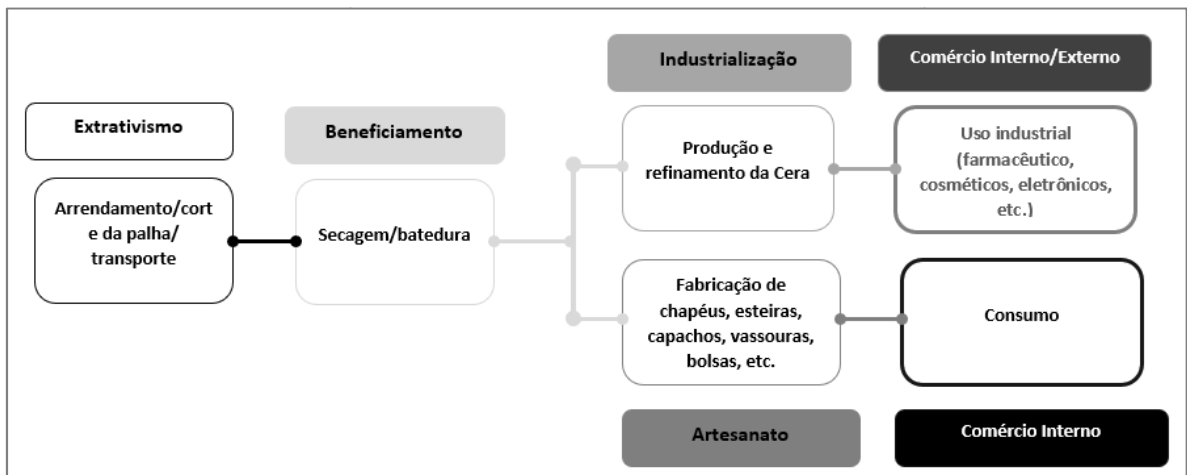 Extrativismo
Arrendamento/cort
e da palha/
transporte
Beneficiamento
Secagem/batedura
Industrialização
Produção e
refinamento da Cera
Comércio Interno/Externo
Uso industrial
(farmacêutico,
cosméticos, eletrônicos,
etc.)
Fabricação de
chapéus, esteiras,
capachos, vassouras,
bolsas, etc.
Artesanato
Consumo
Comércio Interno